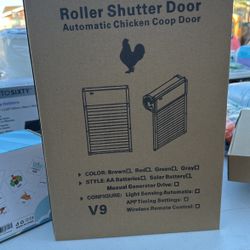 Roller Shutter Door
Automatic Chicken Coop Door
TOSIXTY
COLOR: Brown□, Red□, Green□, Gray□
STYLE: AA Batteries□, Solar Battery□
Manual Generator Drive□
CONFIGURE: Light Sensing Automatic□
APP Timing Settings□
Wireless Remote Control□
V9